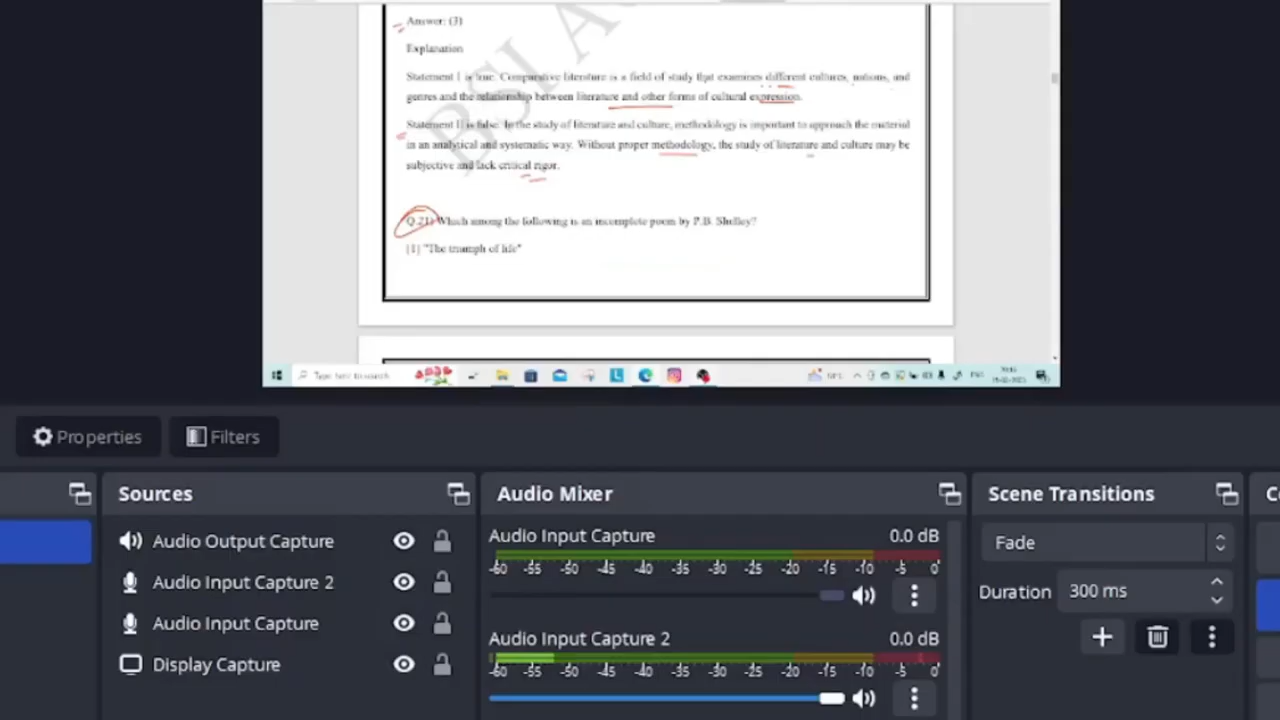 Answer: (3)
Explanation
Statement I is true. Comparative literature is a field of study that examines different cultures, nations, and
genres and the relationship between literature and other forms of cultural expression.
Statement II is false. In the study of literature and culture, methodology is important to approach the material
in an analytical and systematic way. Without proper methodology, the study of literature and culture may be
subjective and lack critical rigor.
Q.21) Which among the following is an incomplete poem by P.B. Shelley?
[1] "The triumph of life"
BSL A
Type here to search
Properties Filters
Sources Audio Mixer Scene Transitions
Audio Output Capture
Audio Input Capture 2
Audio Input Capture
Display Capture
Audio Input Capture 0.0 dB
-60 -55 -50 -45 -40 -35 -30 -25 -20 -15 -10 -5 0
Audio Input Capture 2 0.0 dB
-60 -55 -50 -45 -40 -35 -30 -25 -20 -15 -10 -5 0
Fade
Duration 300 ms